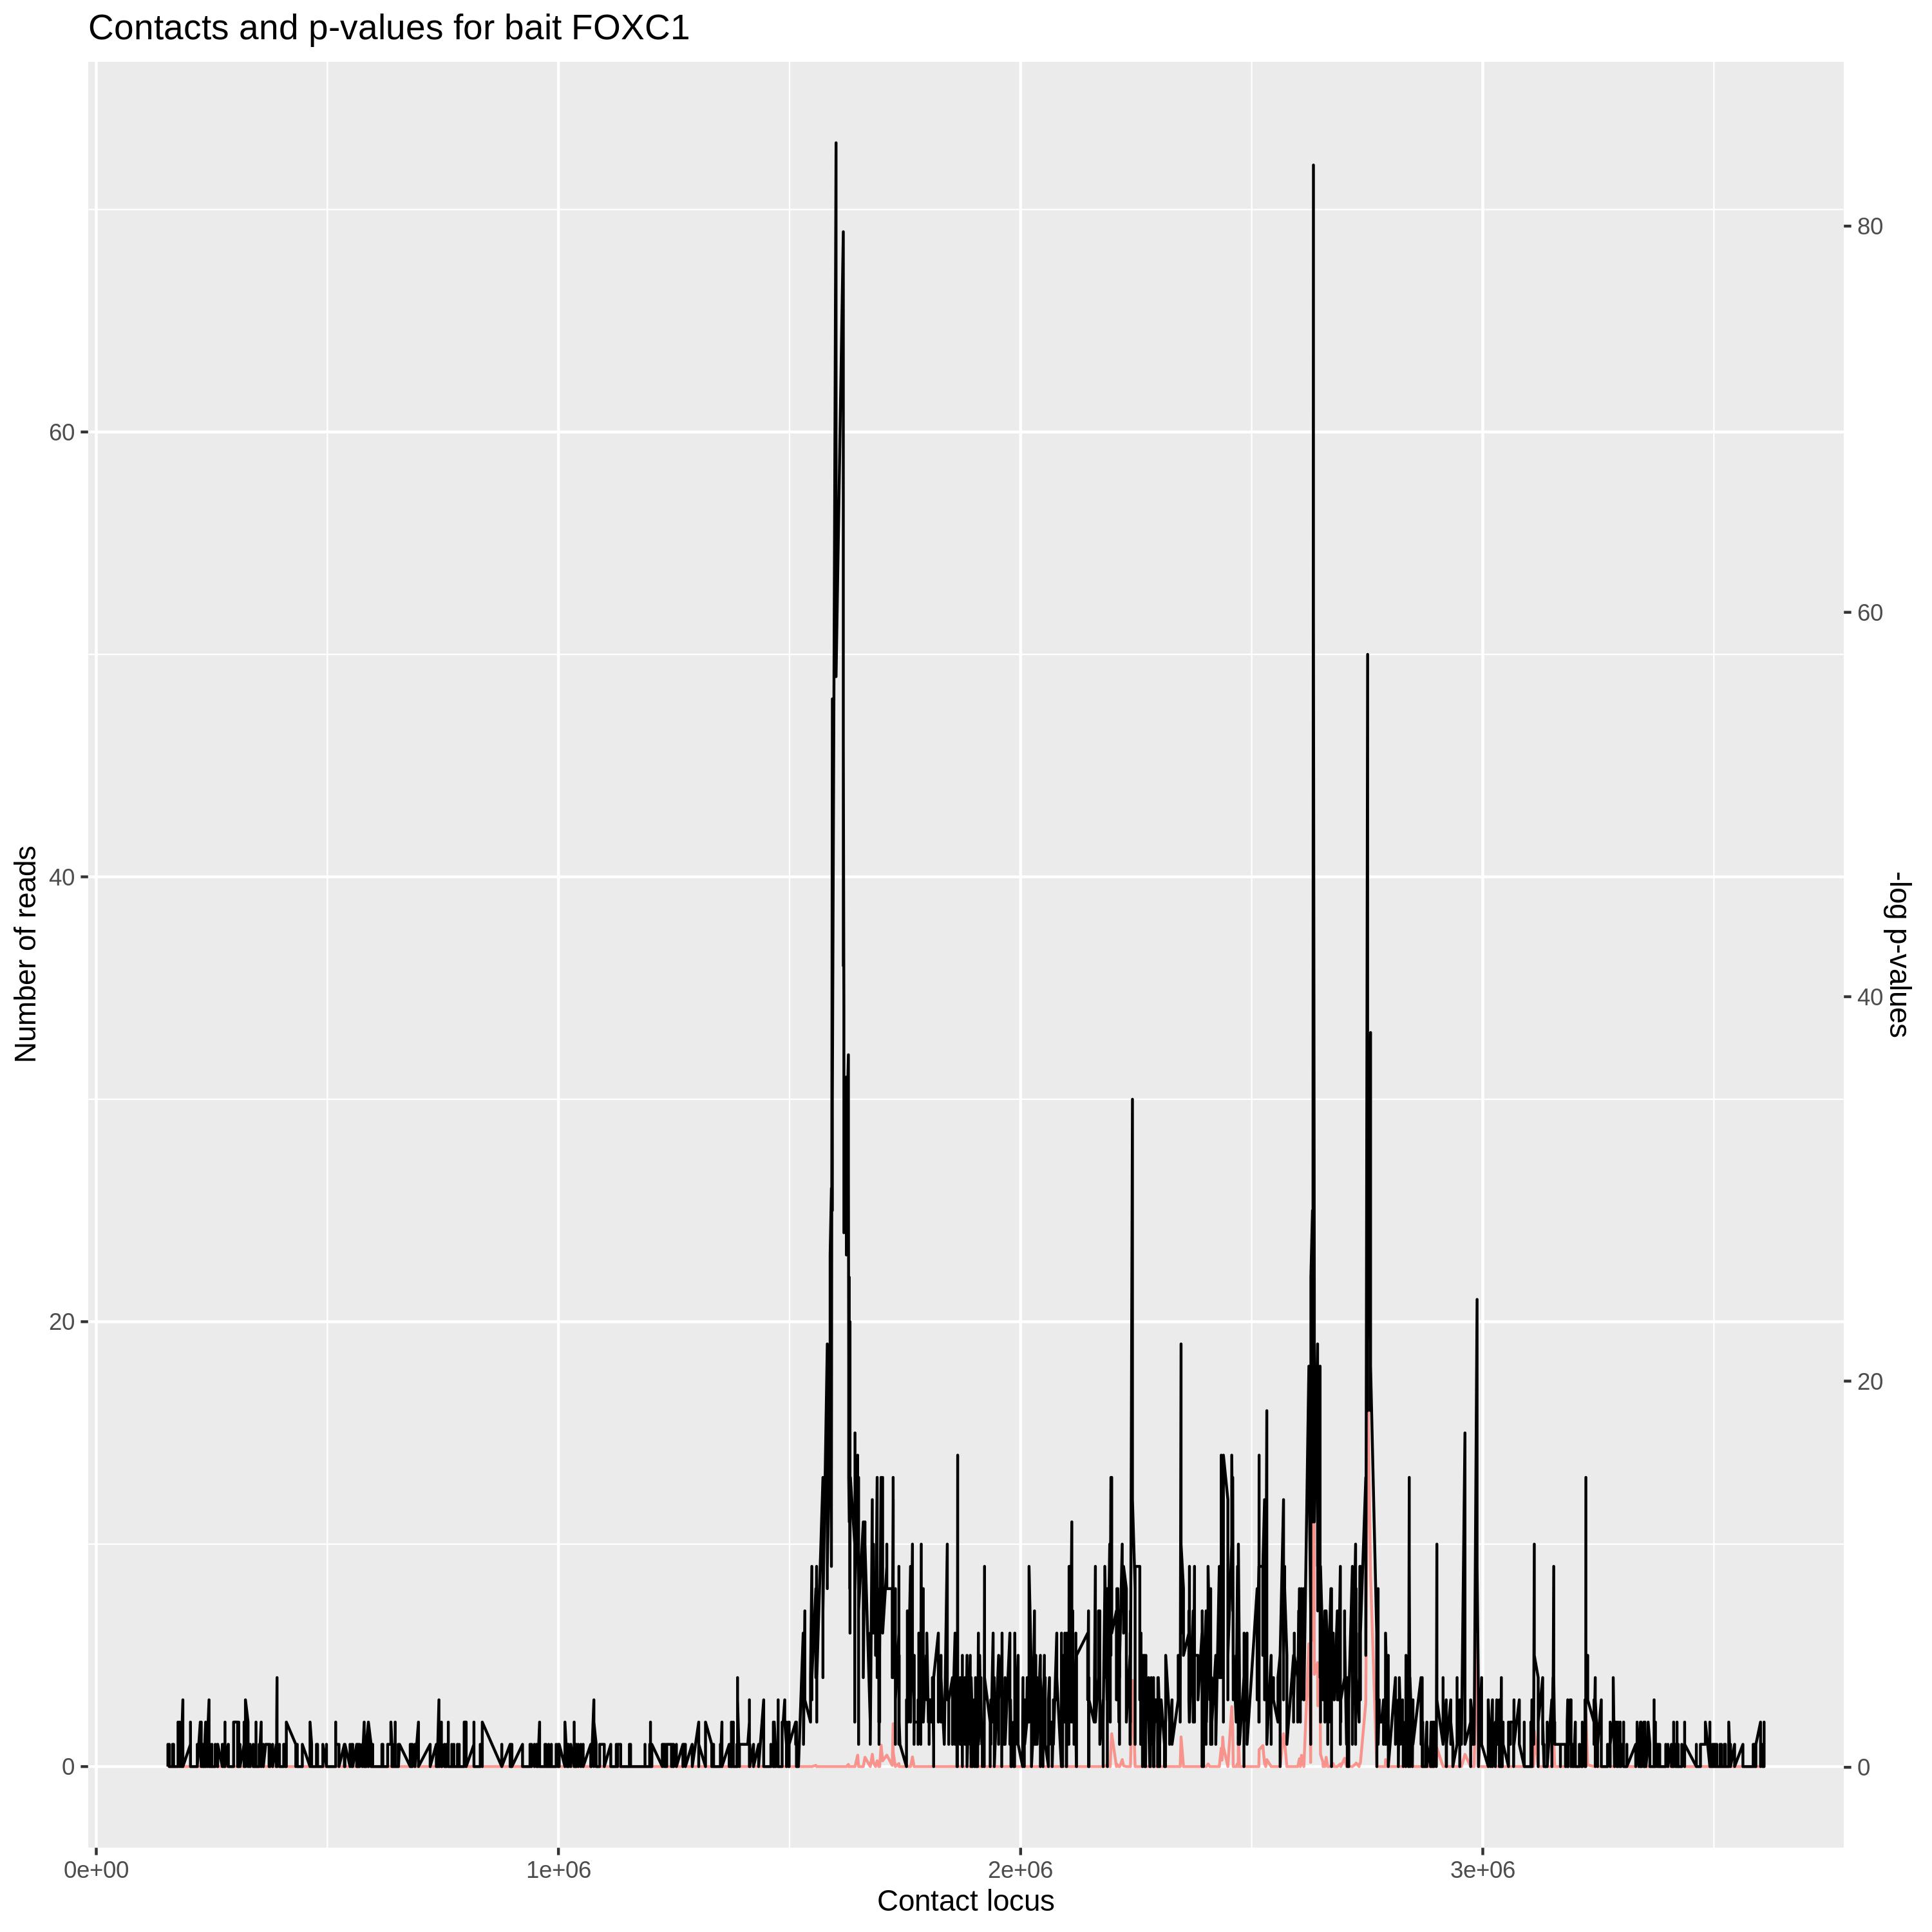 Contacts and p-values for bait FOXC1
Number of reads
60
40
20
0
80
60
40
20
0
-log p-values
0e+00 1e+06 2e+06 3e+06
Contact locus